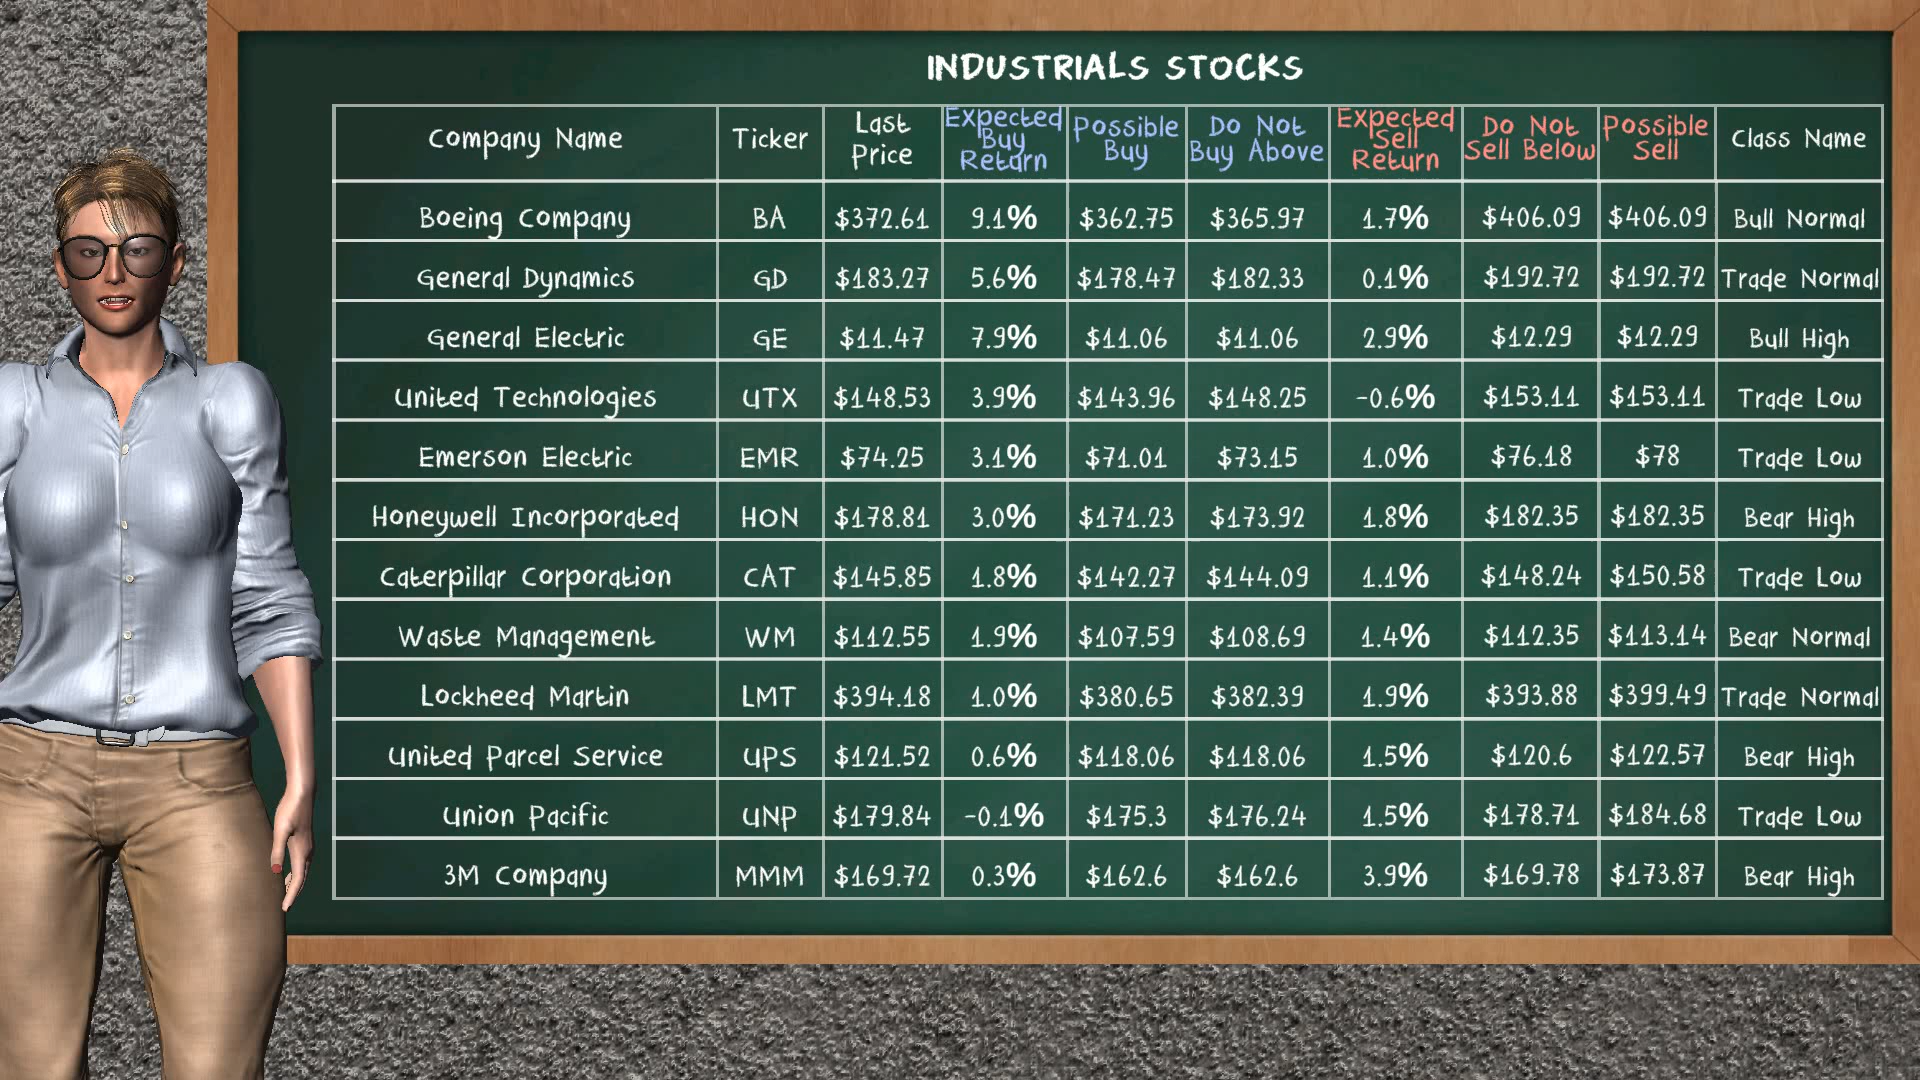 INDUSTRIALS STOCKS
Company Name Ticker Last Price Expected Buy Return Possible Buy Do Not Buy Above Expected Sell Return Do Not Sell Below Possible Sell Class Name
Boeing Company BA $372.61 9.1% $362.75 $365.97 1.7% $406.09 $406.09 Bull Normal
General Dynamics GD $183.27 5.6% $178.47 $182.33 0.1% $192.72 $192.72 Trade Normal
General Electric GE $11.47 7.9% $11.06 $11.06 2.9% $12.29 $12.29 Bull High
United Technologies UTX $148.53 3.9% $143.96 $148.25 -0.6% $153.11 $153.11 Trade Low
Emerson Electric EMR $74.25 3.1% $71.01 $73.15 1.0% $76.18 $78 Trade Low
Honeywell Incorporated HON $178.81 3.0% $171.23 $173.92 1.8% $182.35 $182.35 Bear High
Caterpillar Corporation CAT $145.85 1.8% $142.27 $144.09 1.1% $148.24 $150.58 Trade Low
Waste Management WM $112.55 1.9% $107.59 $108.69 1.4% $112.35 $113.14 Bear Normal
Lockheed Martin LMT $394.18 1.0% $380.65 $382.39 1.9% $393.88 $399.49 Trade Normal
United Parcel Service UPS $121.52 0.6% $118.06 $118.06 1.5% $120.6 $122.57 Bear High
Union Pacific UNP $179.84 -0.1% $175.3 $176.24 1.5% $178.71 $184.68 Trade Low
3M Company MMM $169.72 0.3% $162.6 $162.6 3.9% $169.78 $173.87 Bear High